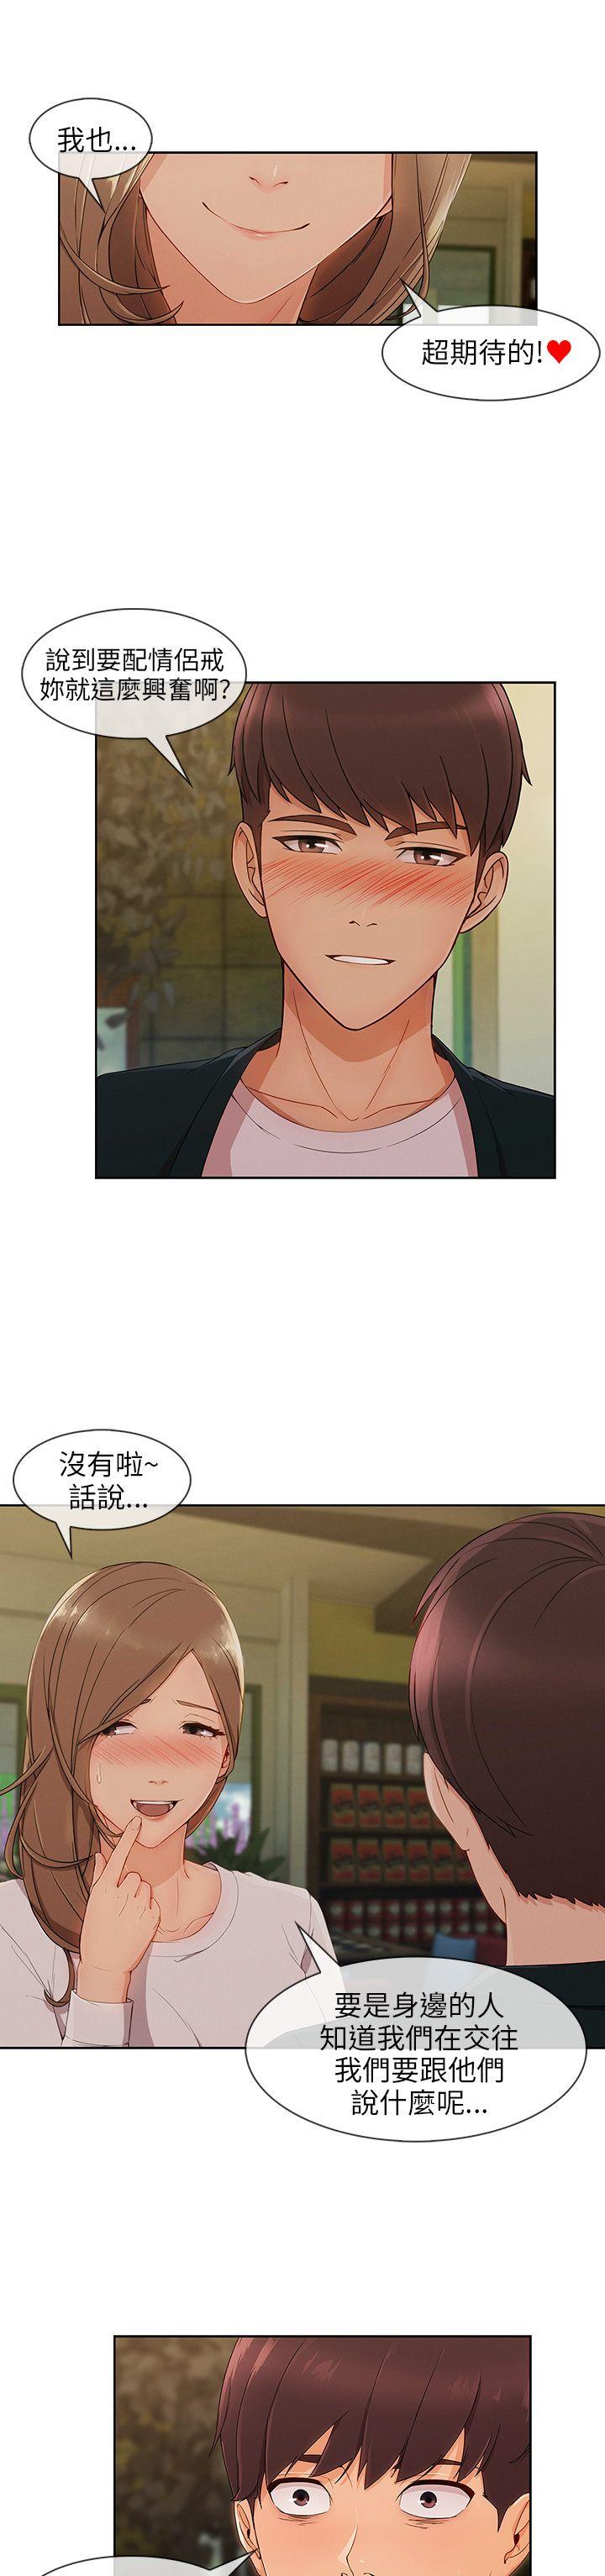 我也...
超期待的!♥
說到要配情侶戒
妳就這麼興奮啊?
沒有啦~
話說...
要是身邊的人
知道我們在交往
我們要跟他們
說什麼呢...